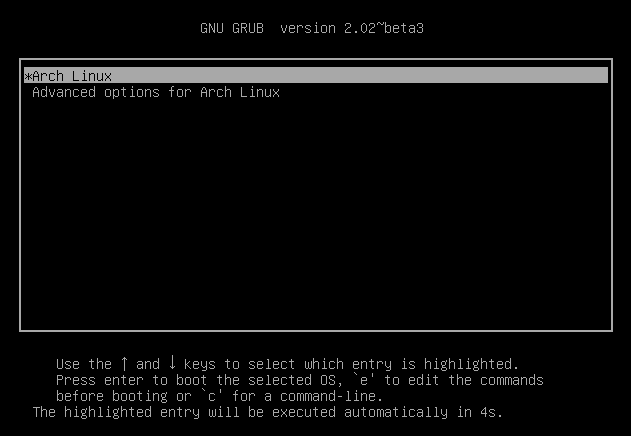 GNU GRUB  version 2.02~beta3
*Arch Linux
Advanced options for Arch Linux
Use the ↑ and ↓ keys to select which entry is highlighted.
Press enter to boot the selected OS, `e' to edit the commands
before booting or `c' for a command-line.
The highlighted entry will be executed automatically in 4s.